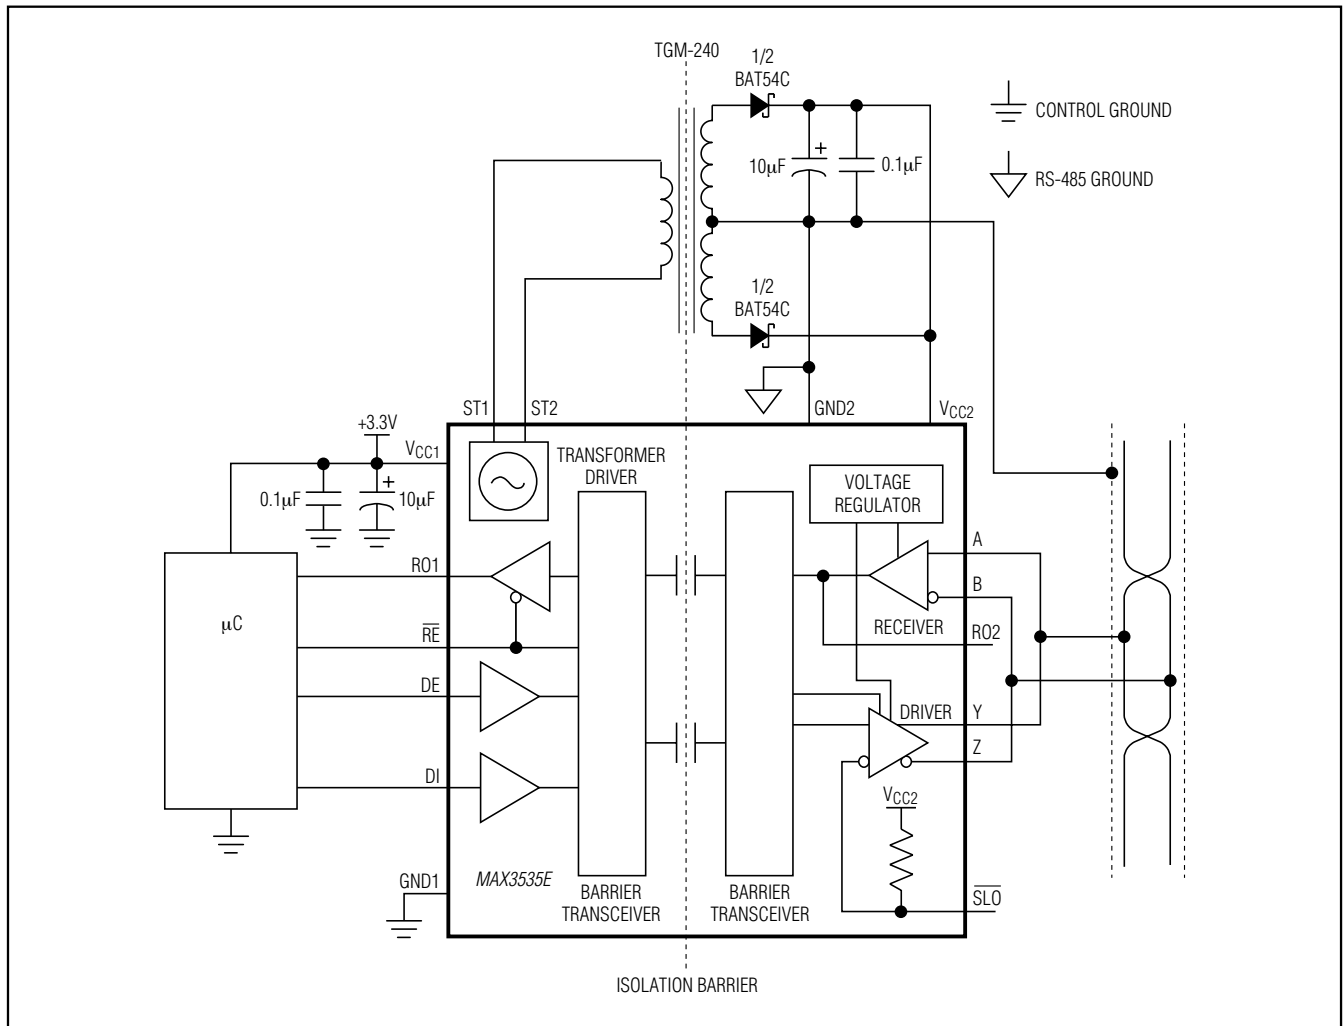 TGM-240
1/2
BAT54C
CONTROL GROUND
10µF
+
0.1µF
RS-485 GROUND
1/2
BAT54C
ST1
ST2
GND2
VCC2
+3.3V
VCC1
TRANSFORMER
DRIVER
VOLTAGE
REGULATOR
0.1µF
+
10µF
A
RO1
B
µC
RECEIVER
RE
RO2
DE
DRIVER
Y
Z
DI
VCC2
GND1
MAX3535E
BARRIER
TRANSCEIVER
BARRIER
TRANSCEIVER
SLO
ISOLATION BARRIER